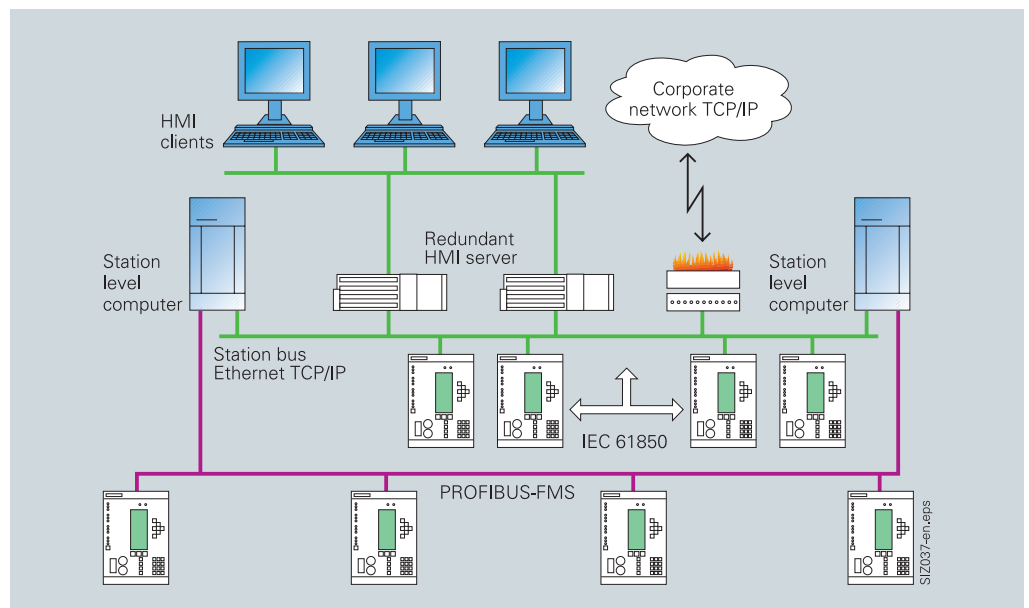 Corporate
network TCP/IP
HMI
clients
Redundant
HMI server
Station
level
computer
Station
level
computer
Station bus
Ethernet TCP/IP
IEC 61850
PROFIBUS-FMS
SIZ037-en.eps